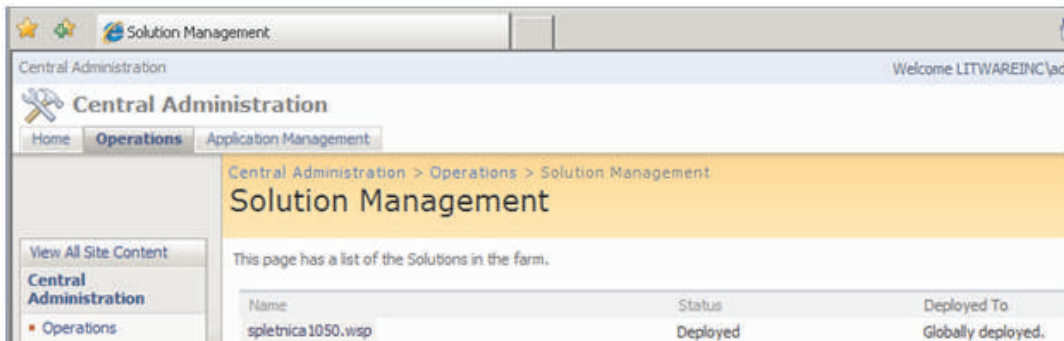 Solution Management
Central Administration
Welcome LITWAREINC\ad
Central Administration
Home Operations Application Management
Central Administration > Operations > Solution Management
Solution Management
View All Site Content
This page has a list of the Solutions in the farm.
Central
Administration
Name Status Deployed To
Operations
spletnica1050.wsp Deployed Globally deployed.